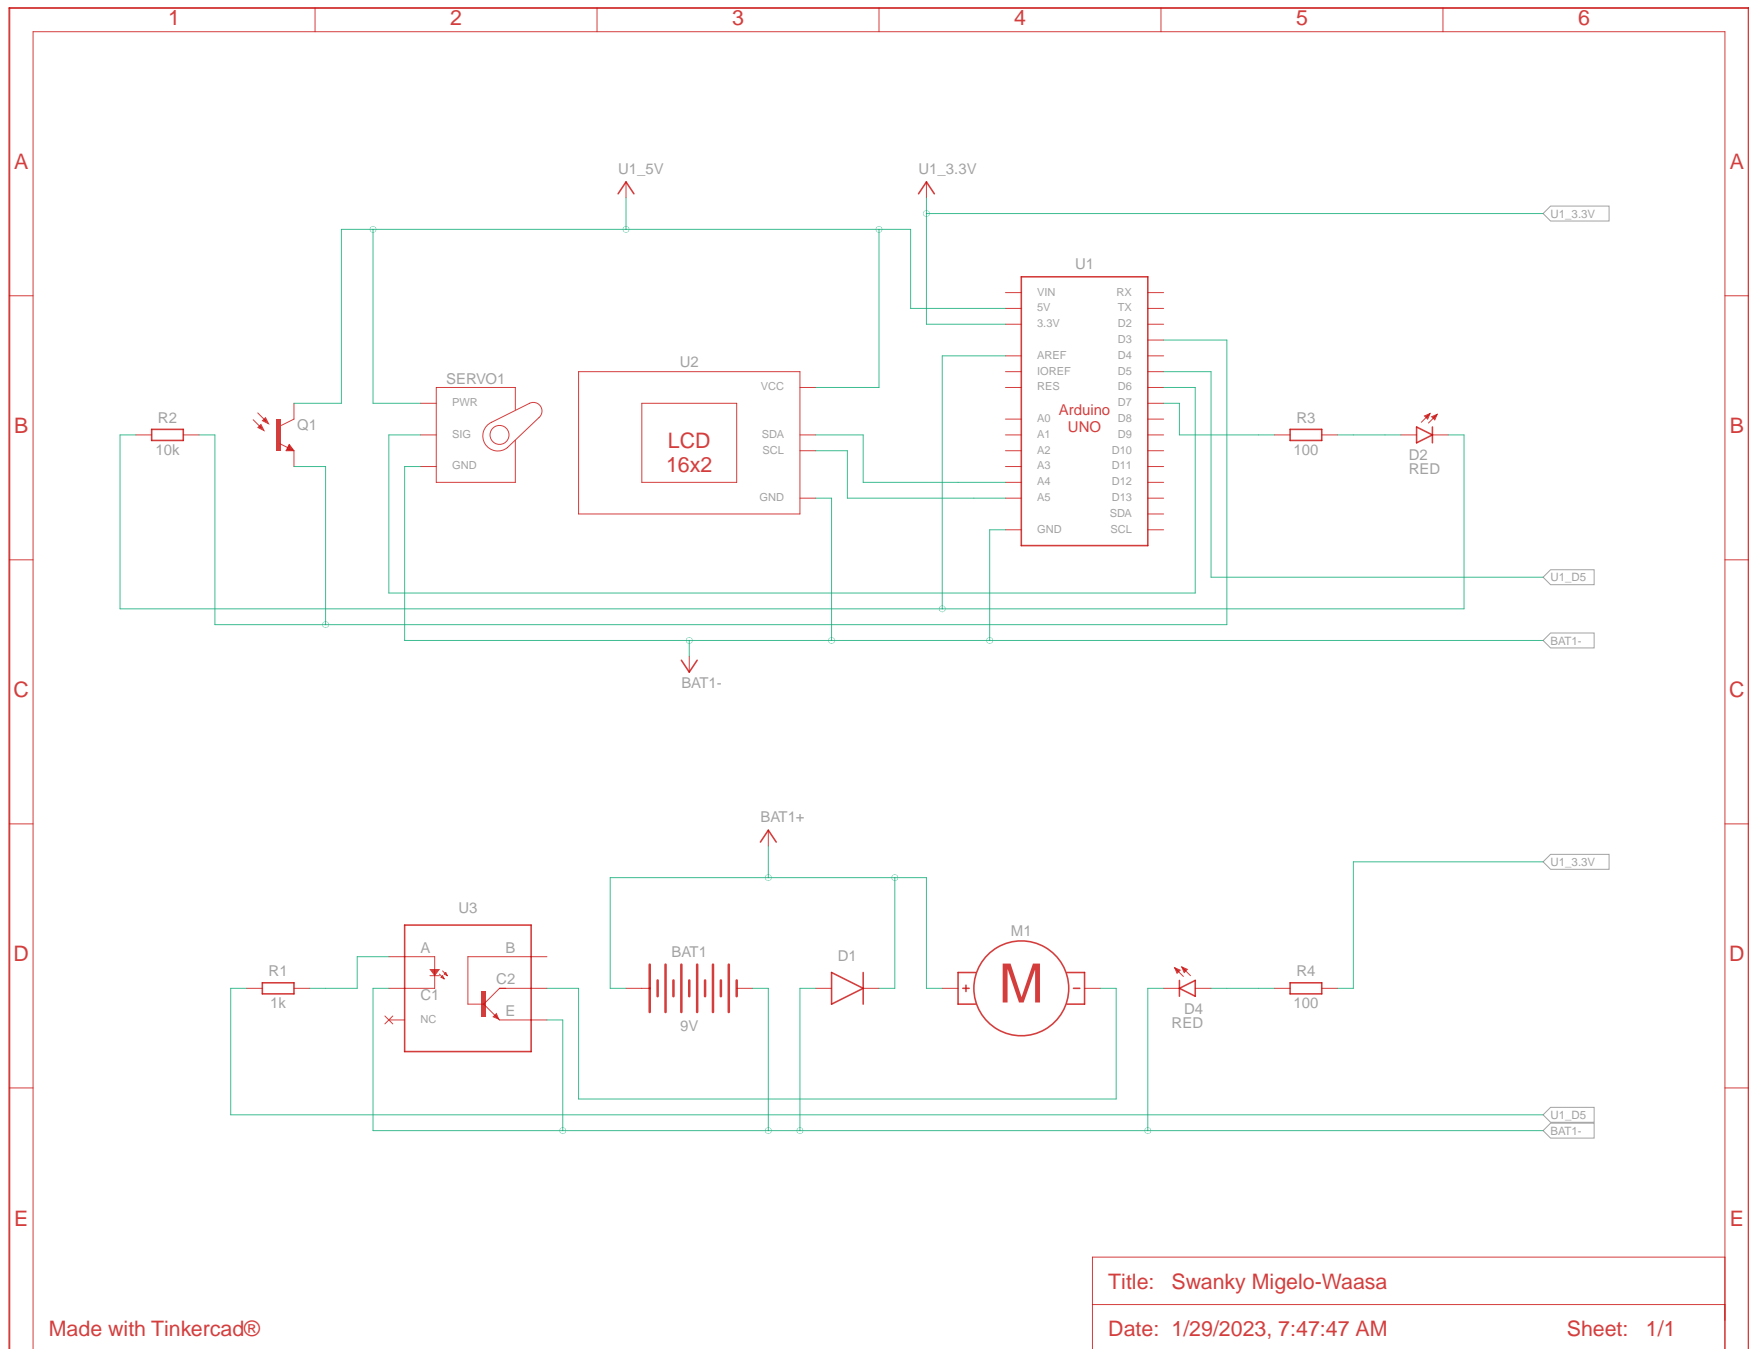 1 2 3 4 5 6
A A
U1_5V U1_3.3V
U1_3.3V
U1
VIN RX
5V TX
3.3V D2
D3
AREF D4
IOREF D5
RES D6
D7
A0 D8
A1 D9
A2 D10
A3 D11
A4 D12
A5 D13
SDA
GND SCL
Arduino
UNO
B B
R2
10k
Q1
SERVO1
PWR
SIG
GND
U2
VCC
SDA
SCL
GND
LCD
16x2
R3
100
D2
RED
U1_D5
BAT1-
BAT1-
C C
BAT1+
U1_3.3V
D D
R1
1k
U3
A B
C2
C1
E
NC
BAT1
9V
D1
M1
+ M -
D4
RED
R4
100
U1_D5
BAT1-
E E
Title: Swanky Migelo-Waasa
Made with Tinkercad®
Date: 1/29/2023, 7:47:47 AM Sheet: 1/1